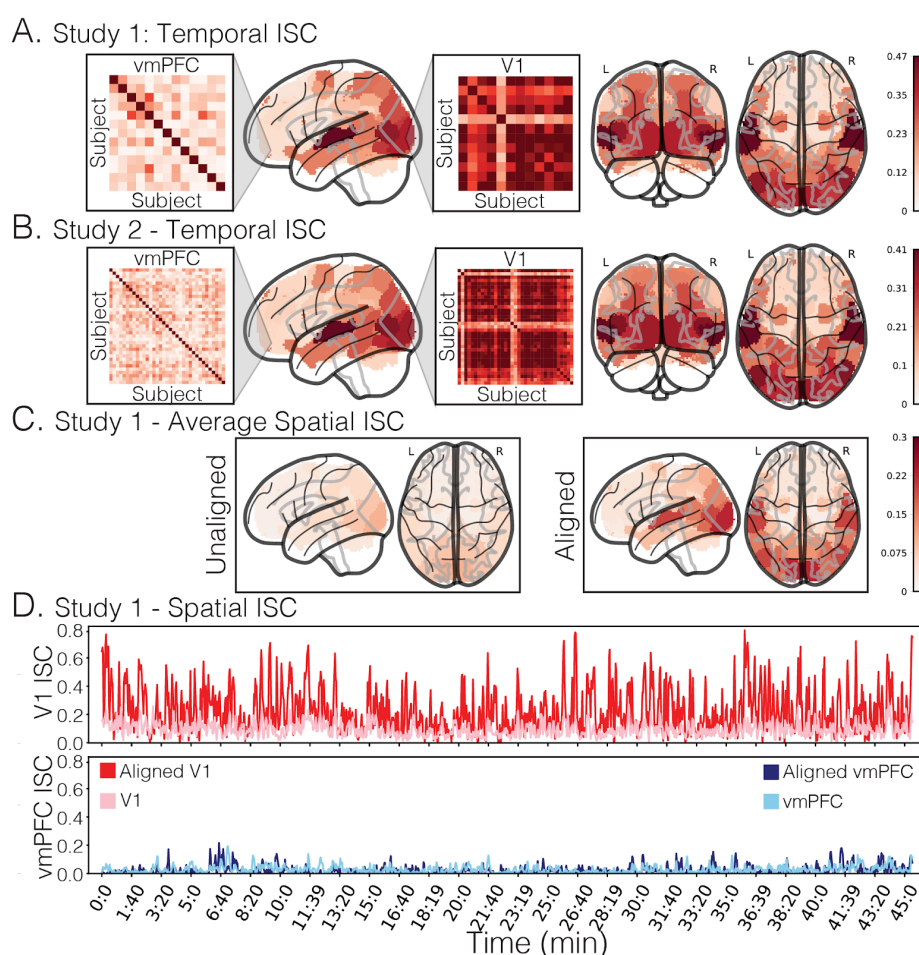 A. Study 1: Temporal ISC
vmPFC
Subject
Subject
V1
Subject
Subject
L
R
L
R
0.47
0.35
0.23
0.12
0
B. Study 2 - Temporal ISC
vmPFC
Subject
Subject
V1
Subject
Subject
L
R
L
R
0.41
0.31
0.21
0.1
0
C. Study 1 - Average Spatial ISC
Unaligned
L
R
Aligned
L
R
0.3
0.22
0.15
0.075
0
D. Study 1 - Spatial ISC
V1 ISC
0.8
0.6
0.4
0.2
0.0
vmPFC ISC
0.8
0.6
0.4
0.2
0.0
Aligned V1
V1
Aligned vmPFC
vmPFC
0:0 1:40 3:20 5:0 6:40 8:20 10:0 11:39 13:20 15:0 16:40 18:19 20:0 21:40 23:19 25:0 26:40 28:19 30:0 31:40 33:20 35:0 36:39 38:20 40:0 41:39 43:20 45:0
Time (min)